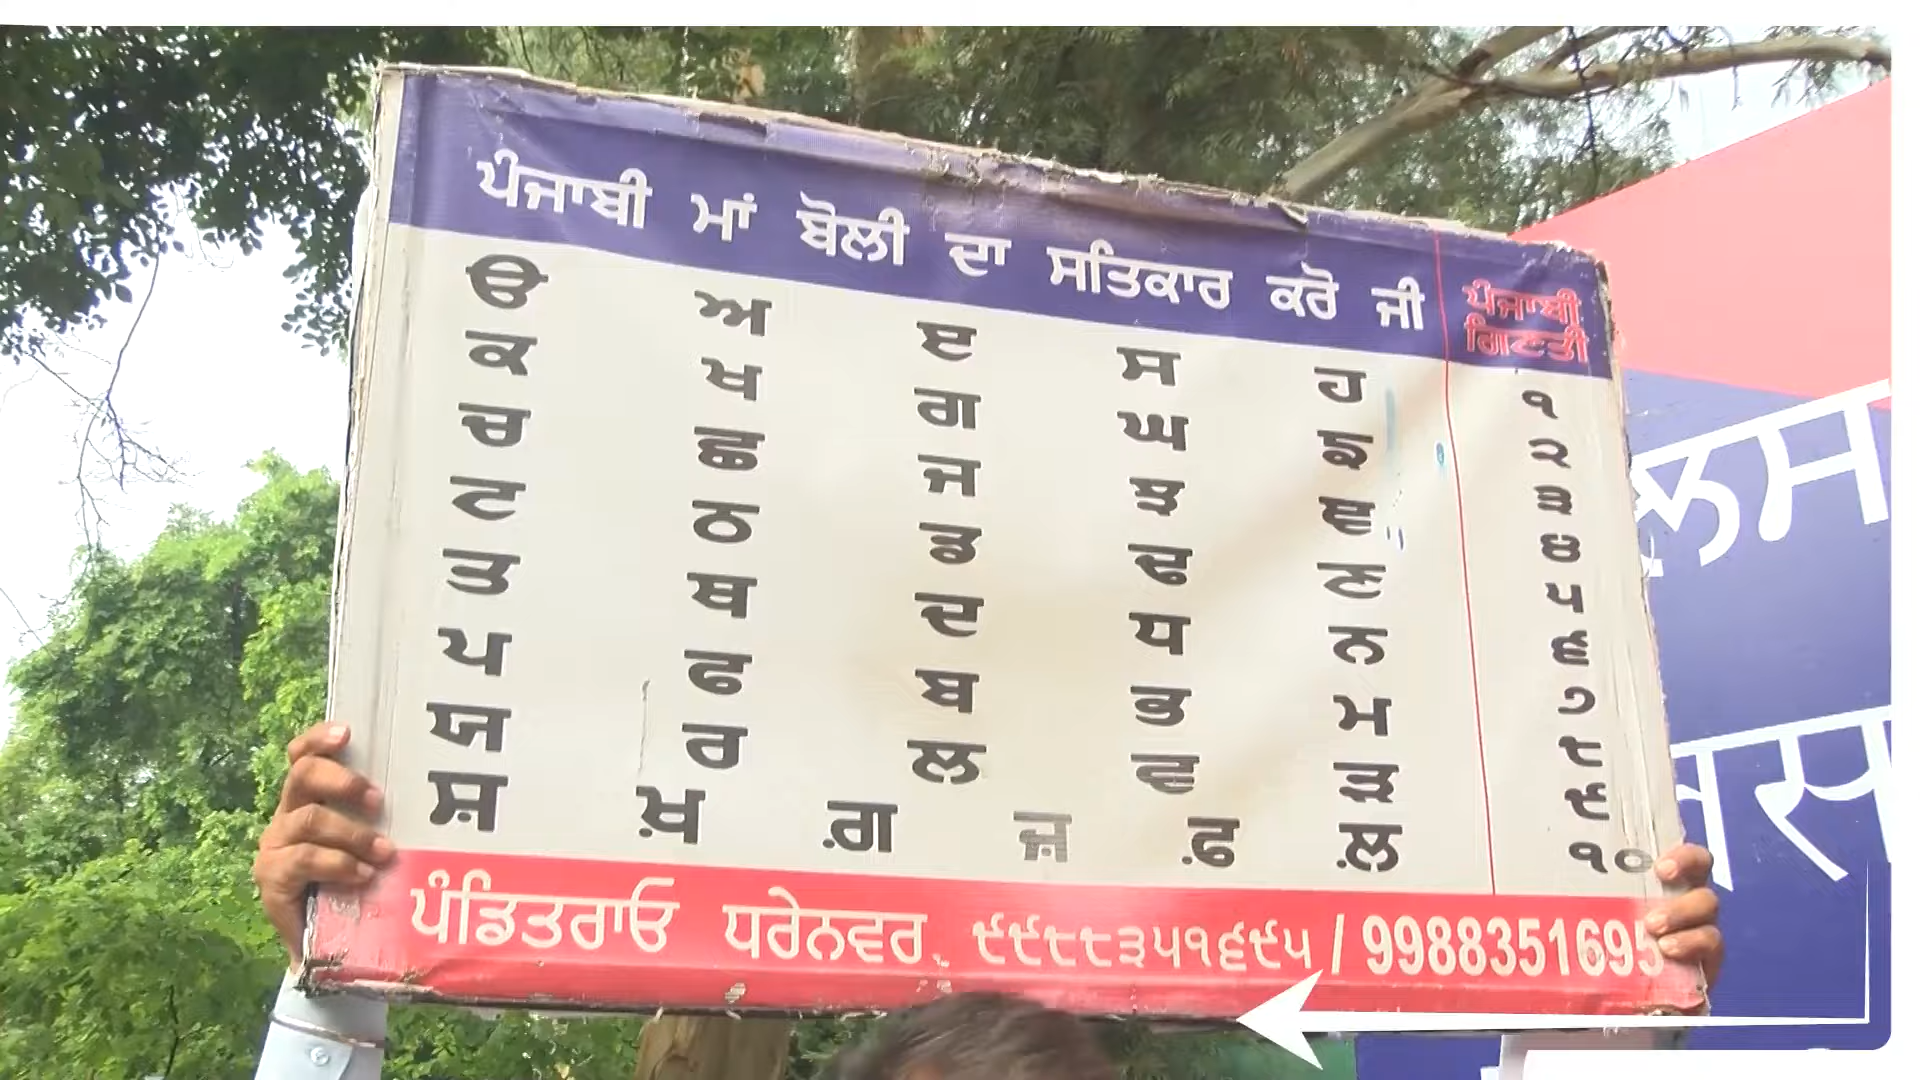 ਪੰਜਾਬੀ ਮਾਂ ਬੋਲੀ ਦਾ ਸਤਿਕਾਰ ਕਰੋ ਜੀ
ਪੰਜਾਬੀ
ਗਿਣਤੀ
ੳ ਅ ੲ ਸ ਹ ੧
ਕ ਖ ਗ ਘ ਙ ੨
ਚ ਛ ਜ ਝ ਞ ੩
ਟ ਠ ਡ ਢ ਣ ੪
ਤ ਥ ਦ ਧ ਨ ੫
ਪ ਫ ਬ ਭ ਮ ੬
ਯ ਰ ਲ ਵ ੜ ੭
੮
ਸ਼ ਖ਼ ਗ਼ ਜ਼ ਫ਼ ਲ਼ ੯
੧੦
ਪੰਡਿਤਰਾਓ ਧਰੇਨਵਰ. ੯੯੮੮੩੫੧੬੯੫ / 9988351695